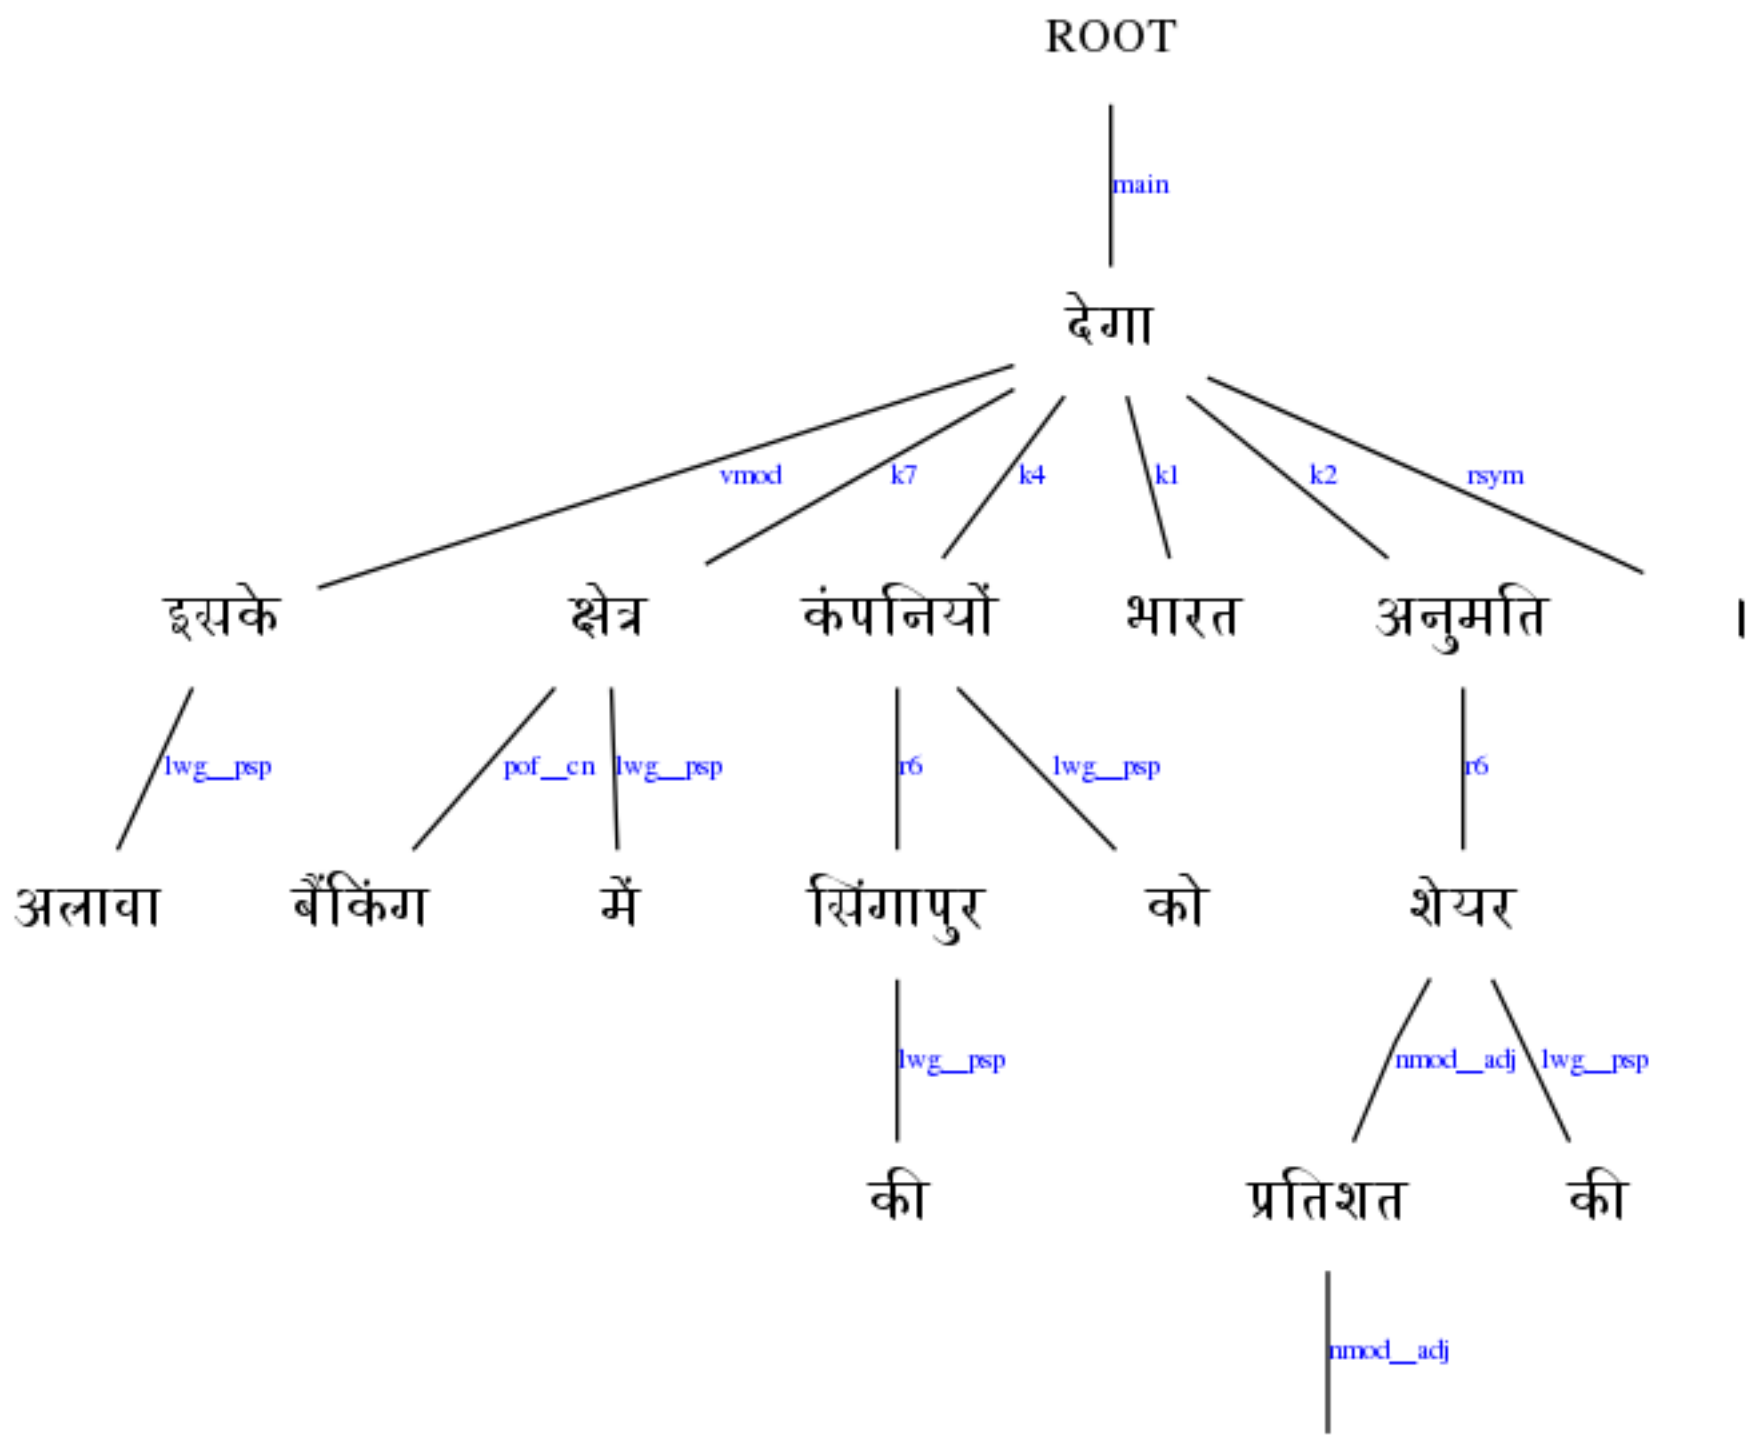 ROOT
main
देगा
vmod k7 k4 k1 k2 rsym
इसके क्षेत्र कंपनियों भारत अनुमति ।
lwg__psp pof__cn lwg__psp r6 lwg__psp r6
अलावा बैंकिंग में सिंगापुर को शेयर
lwg__psp nmod__adj lwg__psp
की प्रतिशत की
nmod__adj